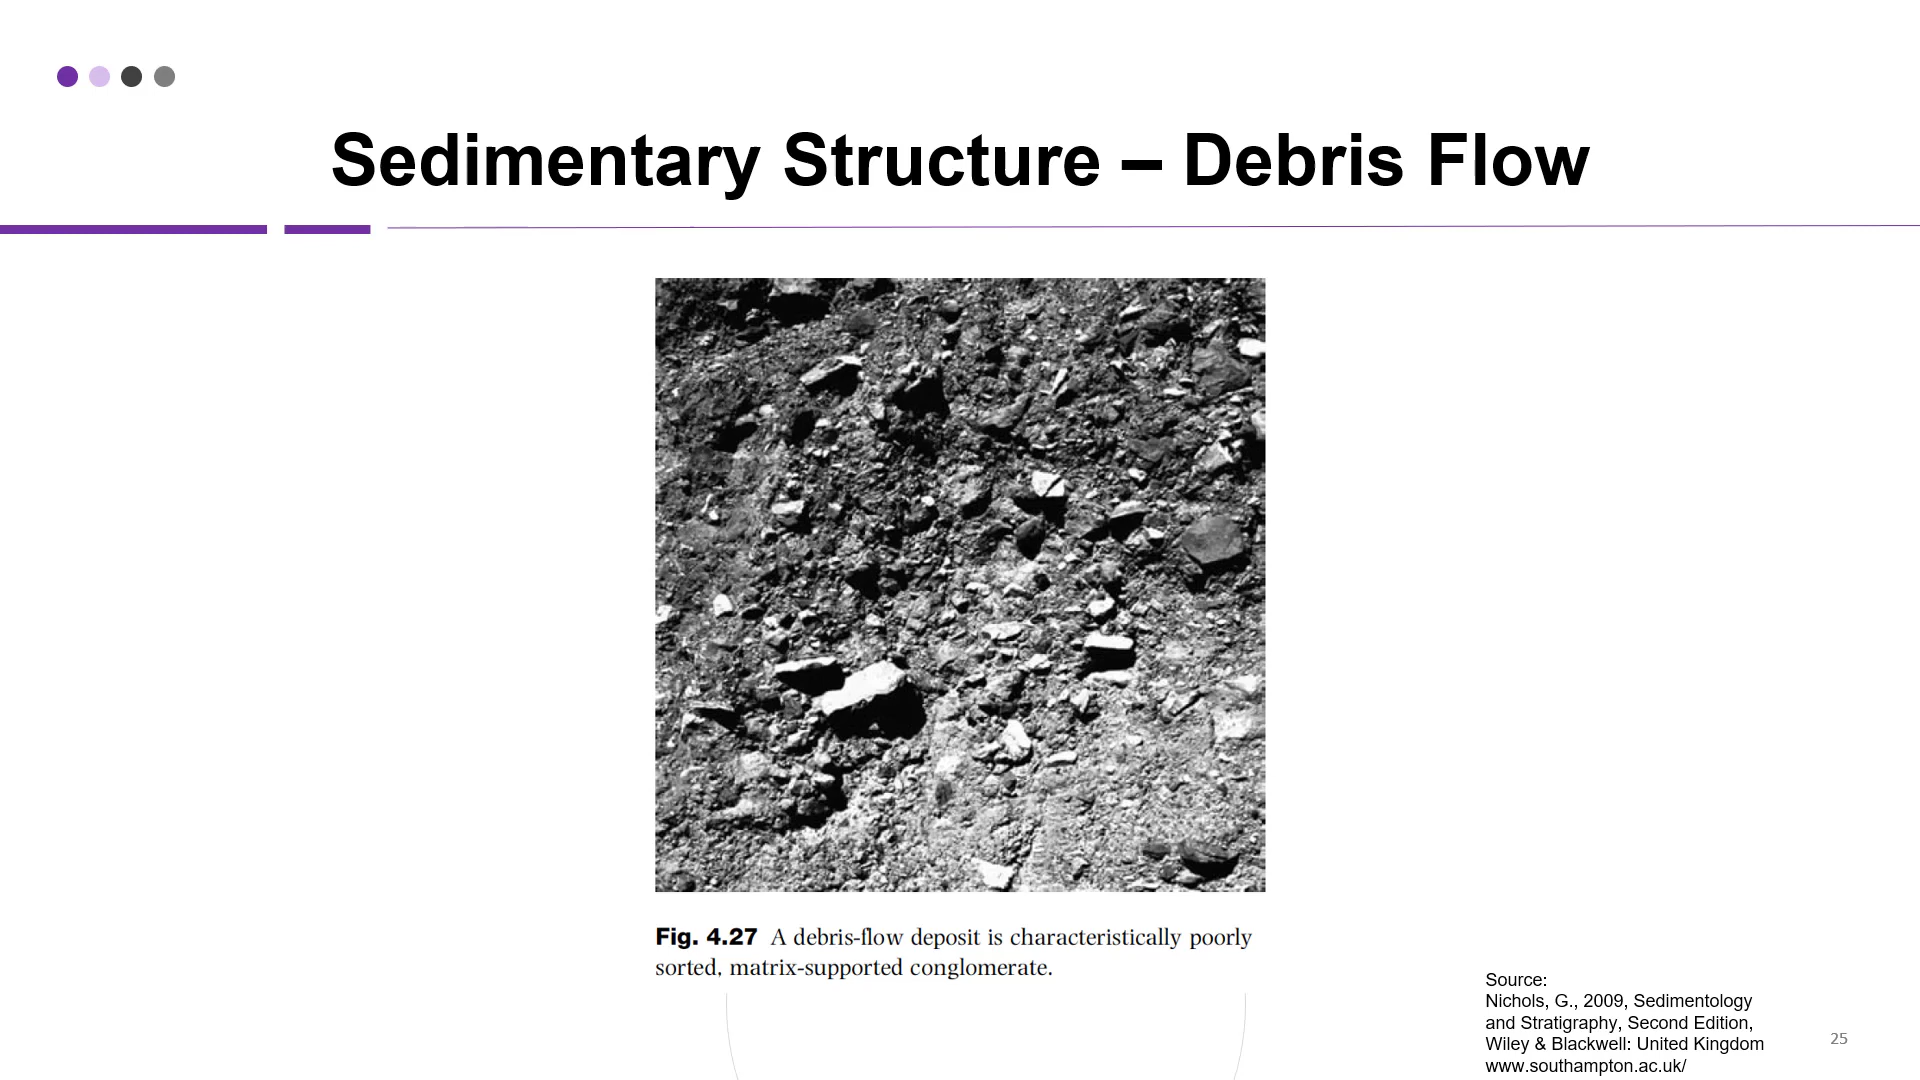 Sedimentary Structure – Debris Flow
Fig. 4.27 A debris-flow deposit is characteristically poorly
sorted, matrix-supported conglomerate.
Source:
Nichols, G., 2009, Sedimentology
and Stratigraphy, Second Edition,
Wiley & Blackwell: United Kingdom
www.southampton.ac.uk/
25